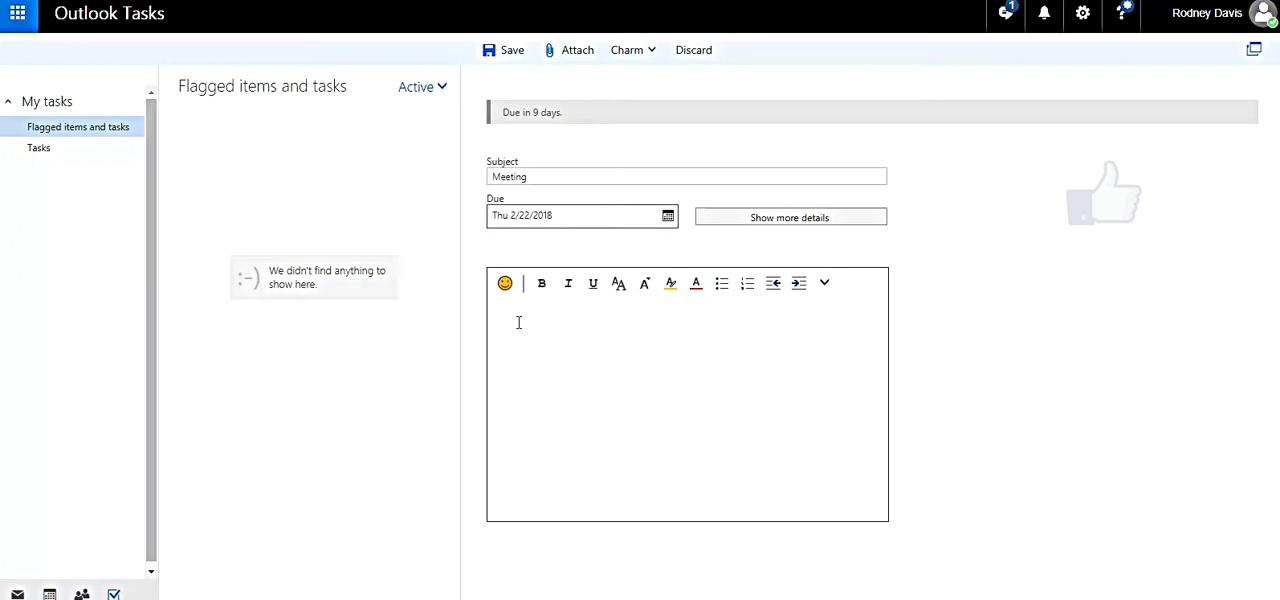 Outlook Tasks
1
?
Rodney Davis
Save Attach Charm Discard
My tasks
Flagged items and tasks
Tasks
Flagged items and tasks
Active
:-) We didn't find anything to
show here.
Due in 9 days.
Subject
Meeting
Due
Thu 2/22/2018
Show more details
B I U AA A A